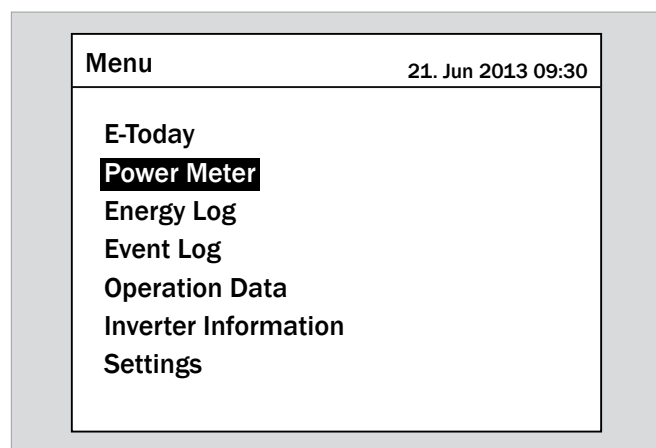 Menu
21. Jun 2013 09:30
E-Today
Power Meter
Energy Log
Event Log
Operation Data
Inverter Information
Settings